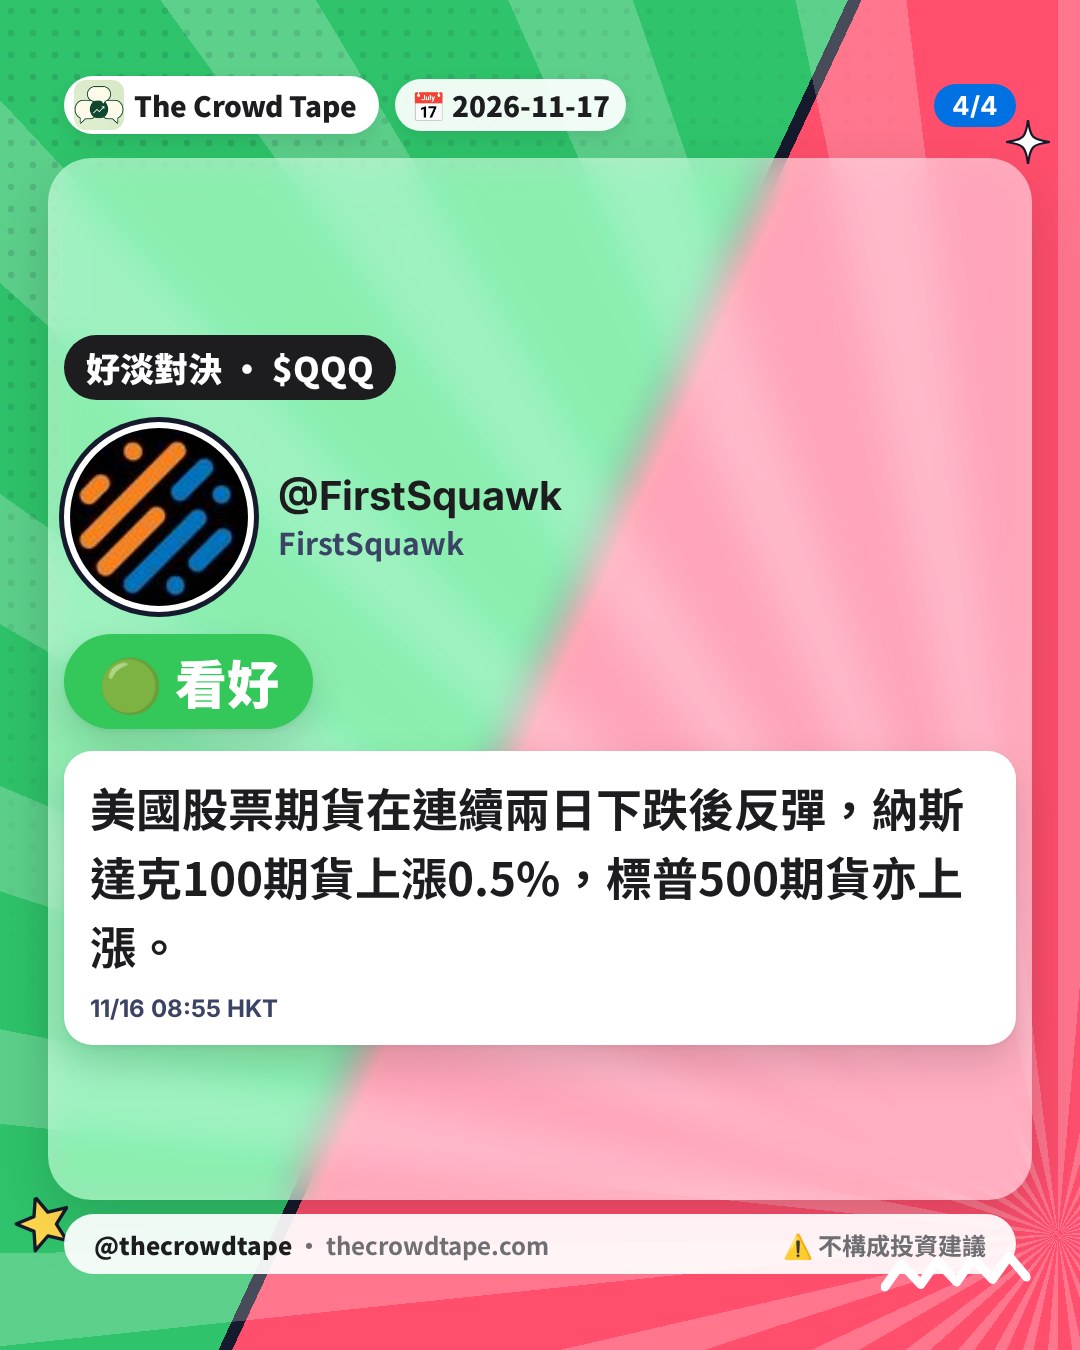 The Crowd Tape
📅 2026-11-17
4/4
好淡對決 · $QQQ
@FirstSquawk
FirstSquawk
🟢 看好
美國股票期貨在連續兩日下跌後反彈，納斯
達克100期貨上漲0.5%，標普500期貨亦上
漲。
11/16 08:55 HKT
@thecrowdtape · thecrowdtape.com
⚠️ 不構成投資建議